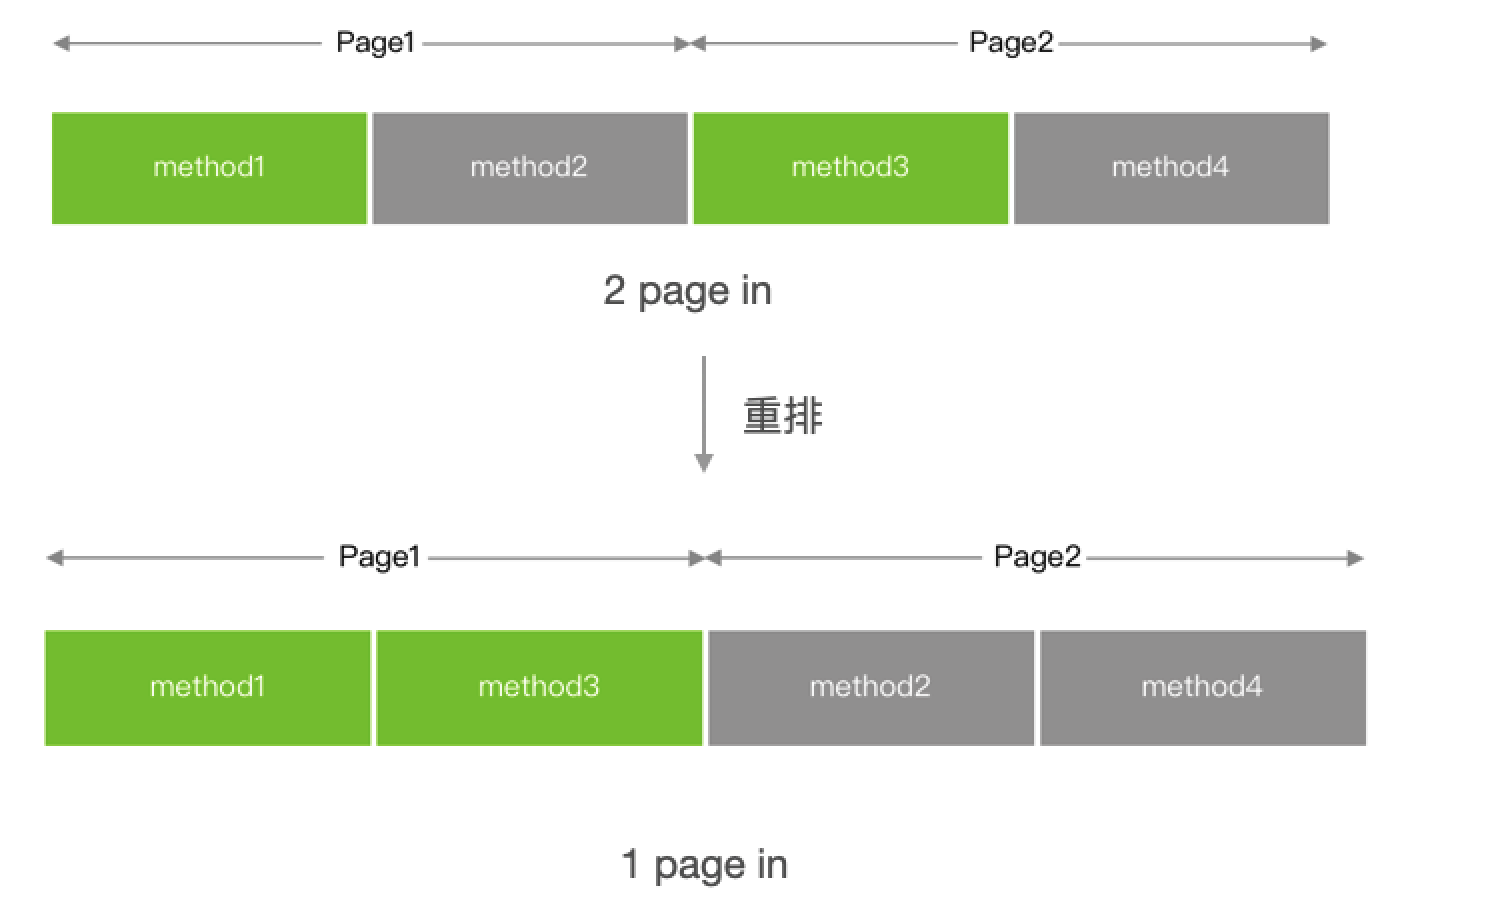 Page1 Page2
method1 method2 method3 method4
2 page in
重排
Page1 Page2
method1 method3 method2 method4
1 page in